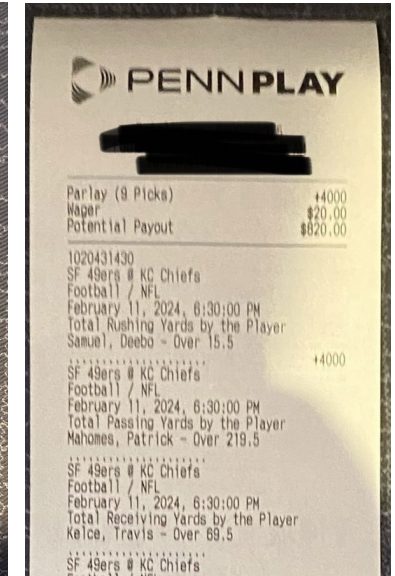 PENN PLAY
Parlay (9 Picks) +4000
Wager $20.00
Potential Payout $820.00
1020431430
SF 49ers @ KC Chiefs
Football / NFL
February 11, 2024, 6:30:00 PM
Total Rushing Yards by the Player
Samuel, Deebo - Over 15.5
+4000
SF 49ers @ KC Chiefs
Football / NFL
February 11, 2024, 6:30:00 PM
Total Passing Yards by the Player
Mahomes, Patrick - Over 219.5
SF 49ers @ KC Chiefs
Football / NFL
February 11, 2024, 6:30:00 PM
Total Receiving Yards by the Player
Kelce, Travis - Over 69.5
SF 49ers @ KC Chiefs